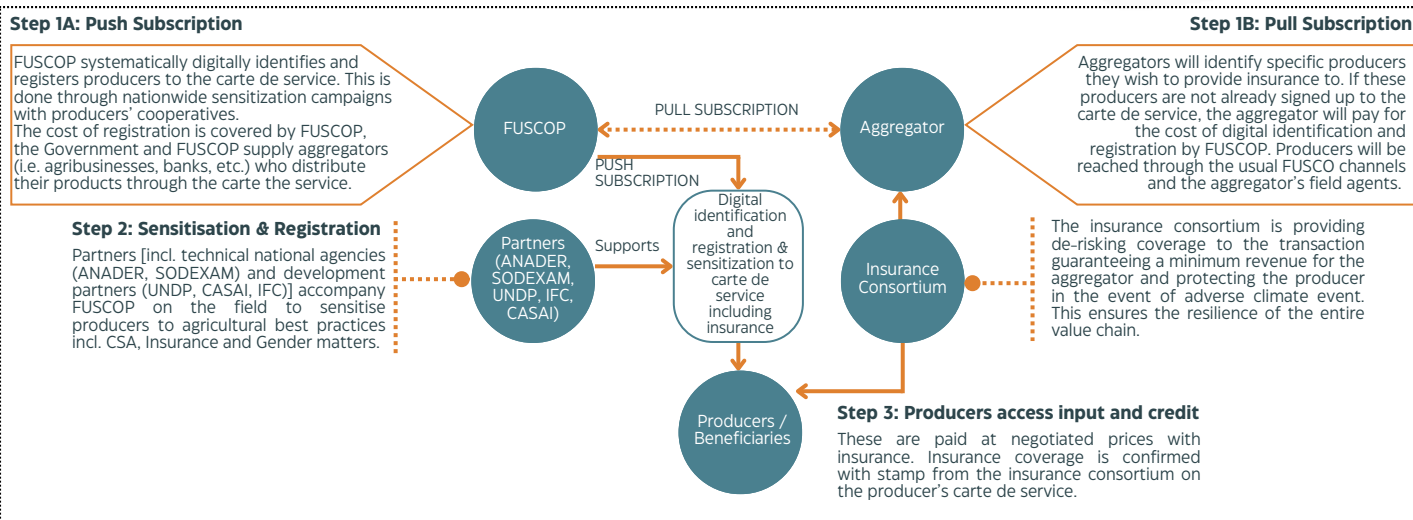 Step 1A: Push Subscription
FUSCOP systematically digitally identifies and
registers producers to the carte de service. This is
done through nationwide sensitization campaigns
with producers' cooperatives.
The cost of registration is covered by FUSCOP,
the Government and FUSCOP supply aggregators
(i.e. agribusinesses, banks, etc.) who distribute
their products through the carte the service.
Step 1B: Pull Subscription
Aggregators will identify specific producers
they wish to provide insurance to. If these
producers are not already signed up to the
carte de service, the aggregator will pay for
the cost of digital identification and
registration by FUSCOP. Producers will be
reached through the usual FUSCO channels
and the aggregator's field agents.
FUSCOP
PULL SUBSCRIPTION
Aggregator
PUSH
SUBSCRIPTION
Step 2: Sensitisation & Registration
Partners [incl. technical national agencies
(ANADER, SODEXAM) and development
partners (UNDP, CASAI, IFC)] accompany
FUSCOP on the field to sensitise
producers to agricultural best practices
incl. CSA, Insurance and Gender matters.
Partners
(ANADER,
SODEXAM,
UNDP, IFC,
CASAI)
Supports
Digital
identification
and
registration &
sensitization to
carte de
service
including
insurance
Insurance
Consortium
The insurance consortium is providing
de-risking coverage to the transaction
guaranteeing a minimum revenue for the
aggregator and protecting the producer
in the event of adverse climate event.
This ensures the resilience of the entire
value chain.
Producers /
Beneficiaries
Step 3: Producers access input and credit
These are paid at negotiated prices with
insurance. Insurance coverage is confirmed
with stamp from the insurance consortium on
the producer's carte de service.